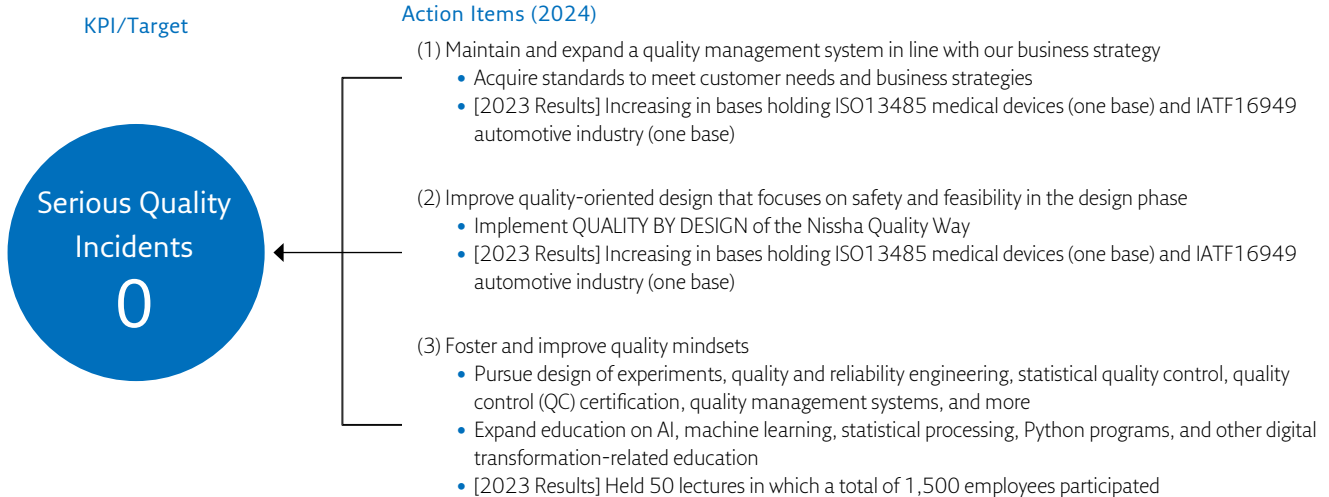 KPI/Target
Serious Quality
Incidents
0
Action Items (2024)
(1) Maintain and expand a quality management system in line with our business strategy
• Acquire standards to meet customer needs and business strategies
• [2023 Results] Increasing in bases holding ISO13485 medical devices (one base) and IATF16949
automotive industry (one base)
(2) Improve quality-oriented design that focuses on safety and feasibility in the design phase
• Implement QUALITY BY DESIGN of the Nissha Quality Way
• [2023 Results] Increasing in bases holding ISO13485 medical devices (one base) and IATF16949
automotive industry (one base)
(3) Foster and improve quality mindsets
• Pursue design of experiments, quality and reliability engineering, statistical quality control, quality
control (QC) certification, quality management systems, and more
• Expand education on AI, machine learning, statistical processing, Python programs, and other digital
transformation-related education
• [2023 Results] Held 50 lectures in which a total of 1,500 employees participated